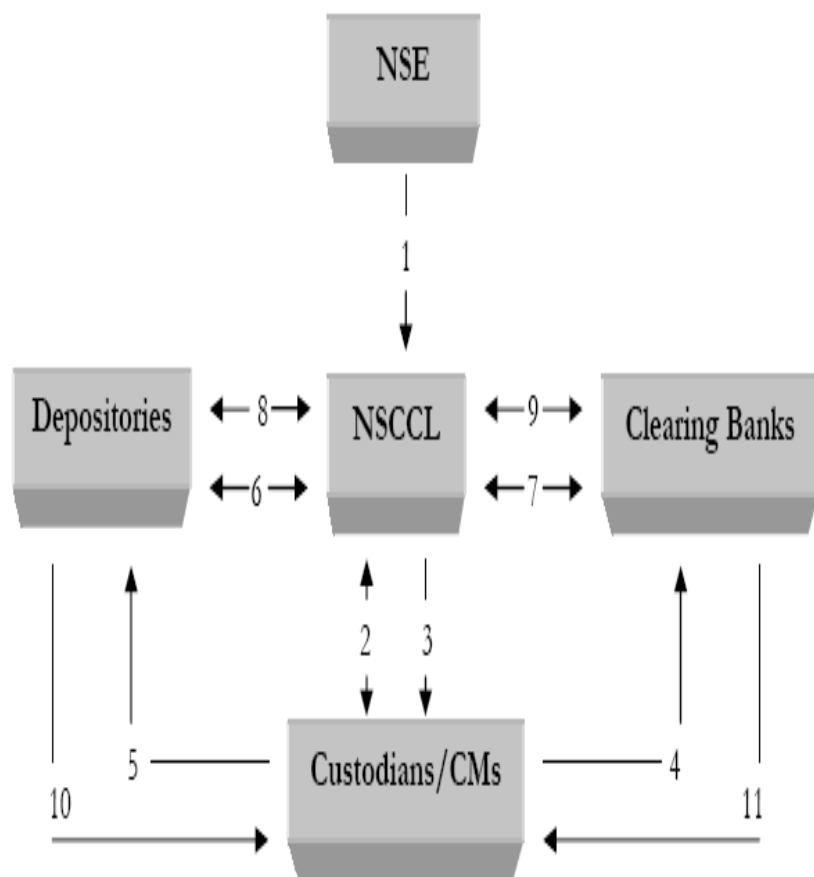 NSE
1
Depositories
8
NSCCL
9
Clearing Banks
6
7
2
3
5
Custodians/CMs
4
10
11